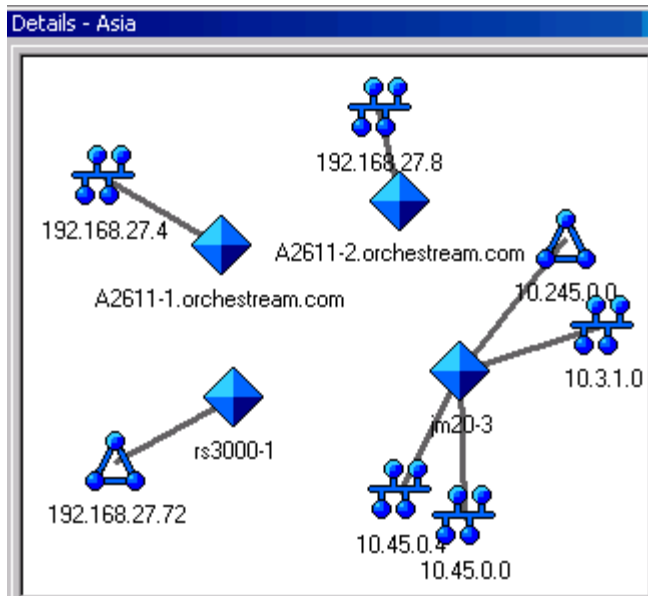 Details - Asia
192.168.27.8
192.168.27.4
A2611-2.orchestream.com
A2611-1.orchestream.com
10.245.0.0
10.3.1.0
jm20-3
rs3000-1
192.168.27.72
10.45.0.4
10.45.0.0